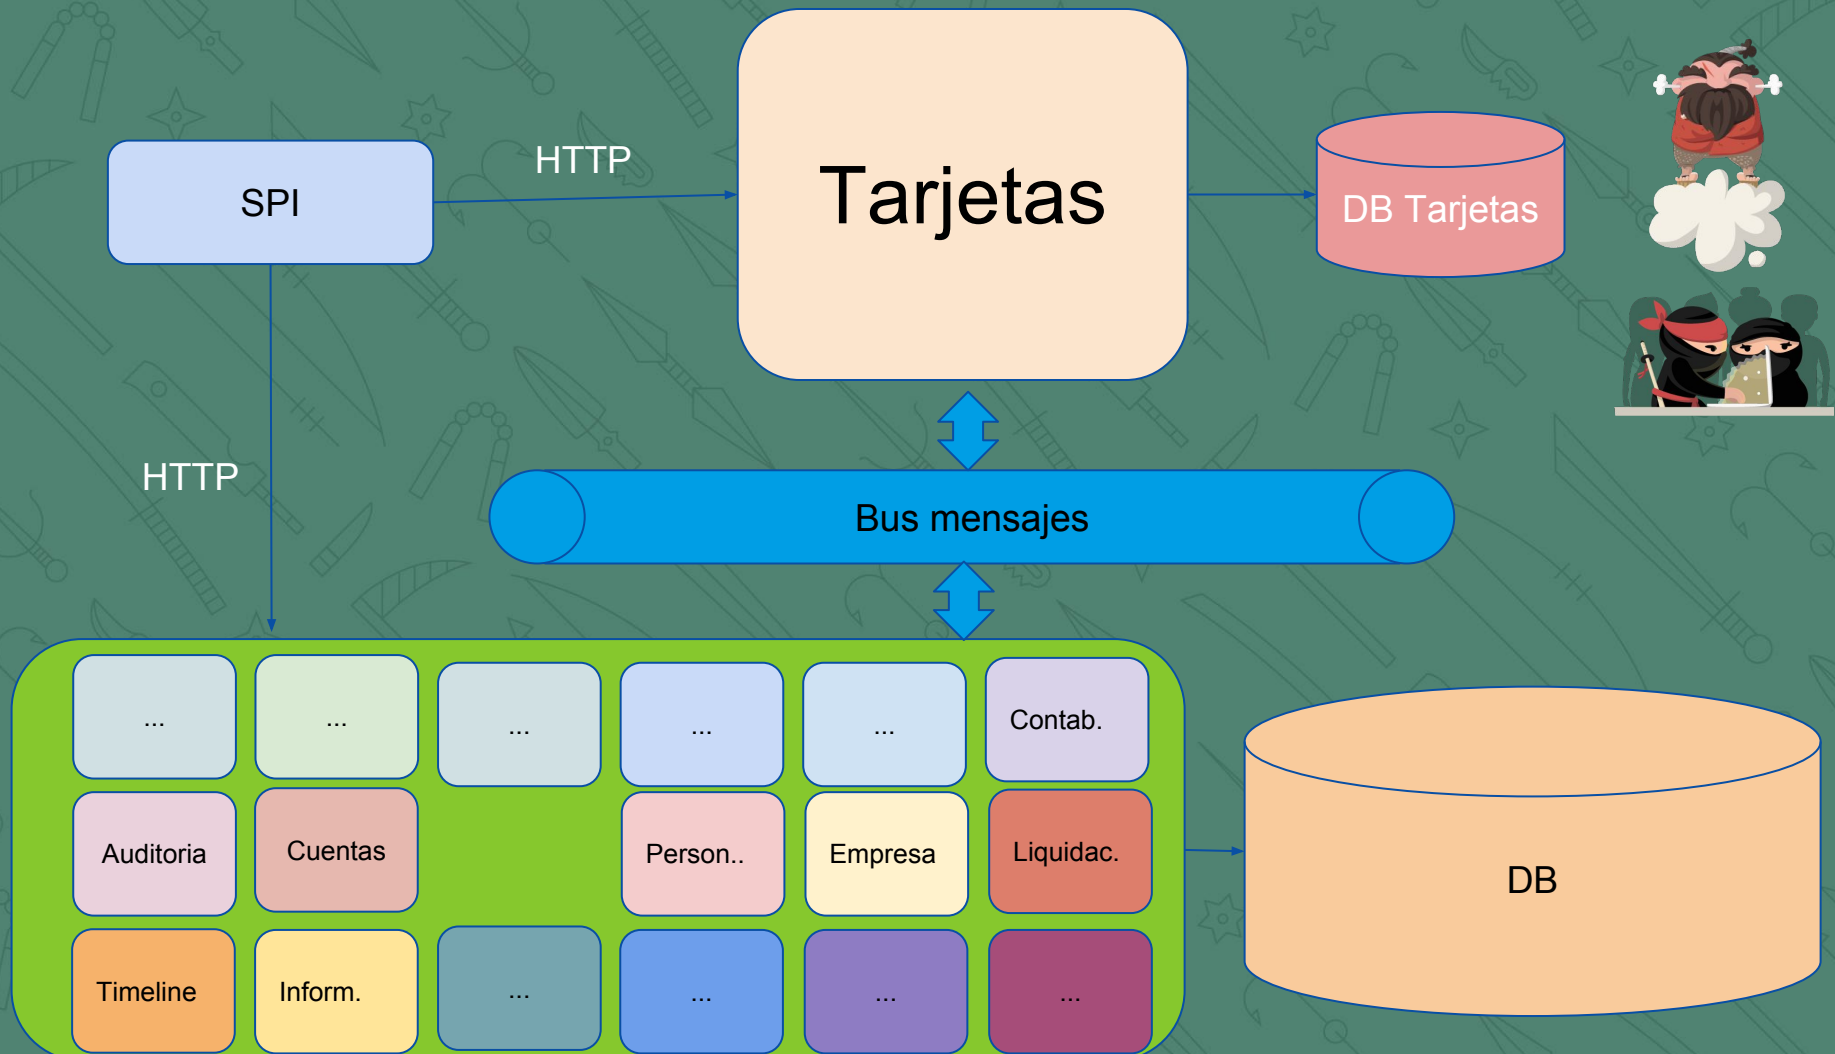 SPI
HTTP
Tarjetas
DB Tarjetas
HTTP
Bus mensajes
...
...
...
...
...
Contab.
Auditoria
Cuentas
Person..
Empresa
Liquidac.
DB
Timeline
Inform.
...
...
...
...